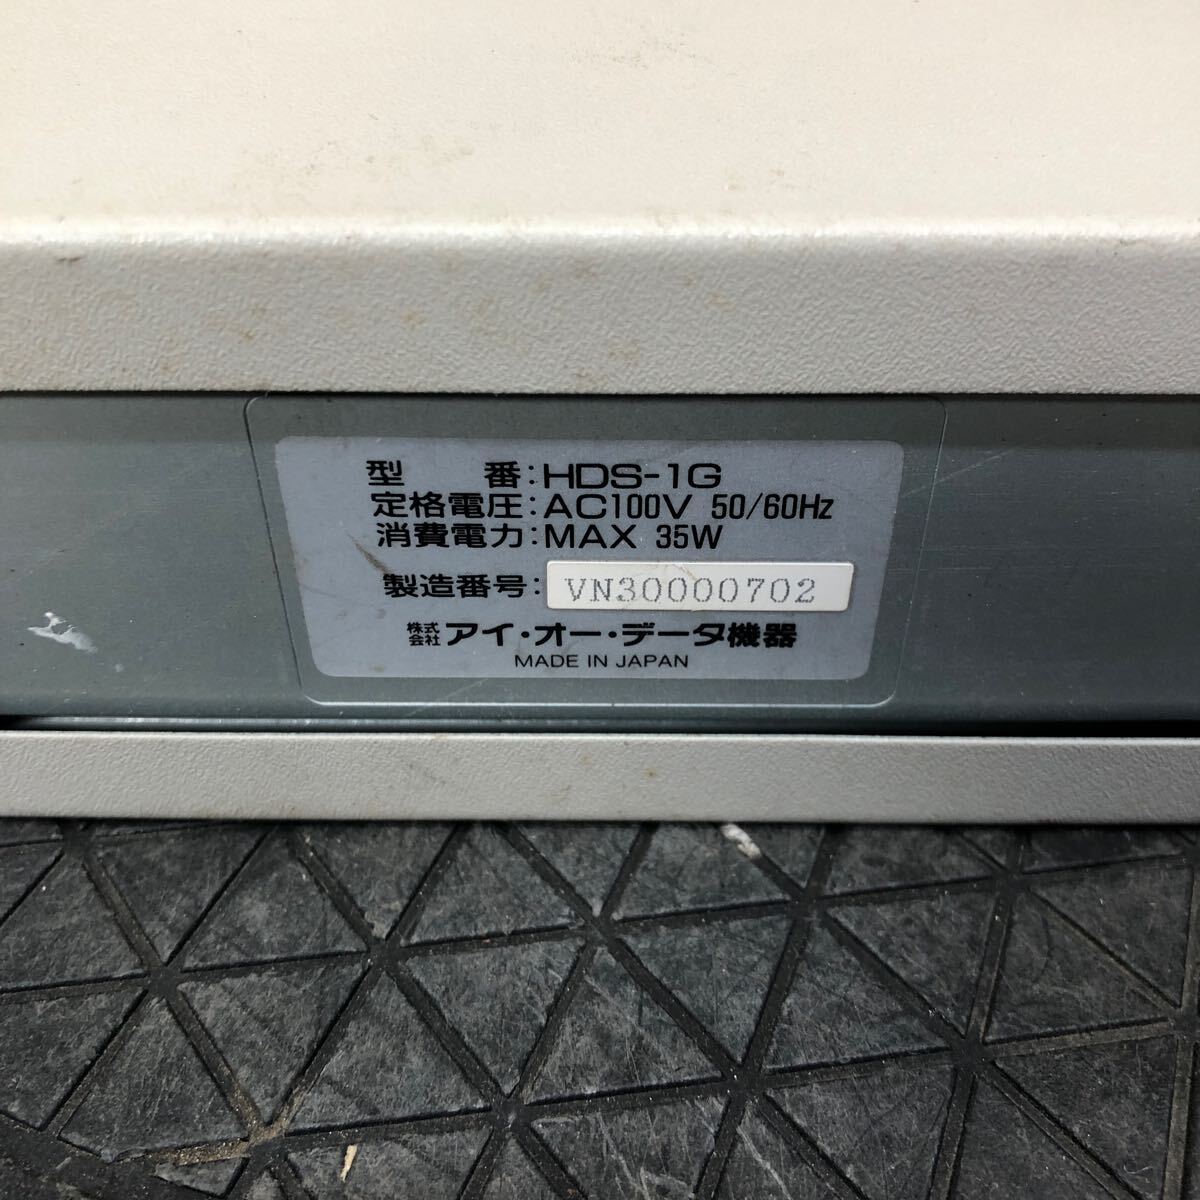 型　番:HDS-1G
定格電圧:AC100V 50/60Hz
消費電力:MAX 35W
製造番号:VN30000702
株式会社アイ・オー・データ機器
MADE IN JAPAN